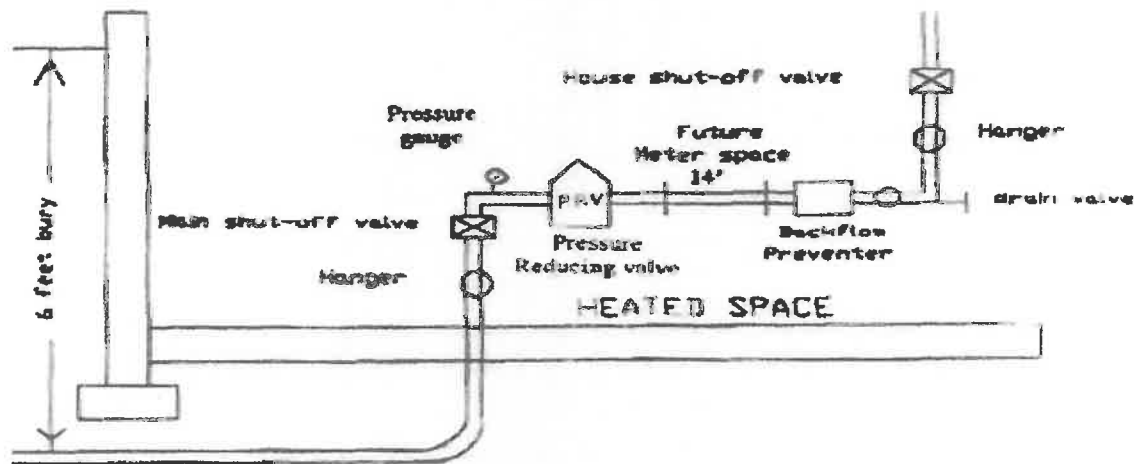 House shut-off valve
Pressure
gauge
Future
Meter space
14"
Hanger
Main shut-off valve
PRV
drain valve
Pressure
Reducing valve
Backflow
Preventer
Hanger
HEATED SPACE
6 feet bury